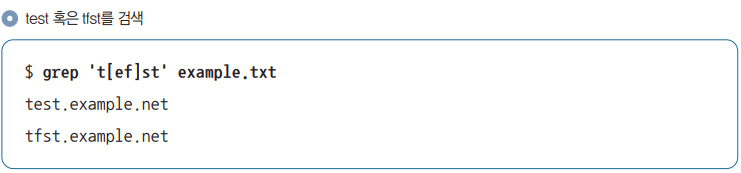 test 혹은 tfst를 검색
$ grep 't[ef]st' example.txt
test.example.net
tfst.example.net